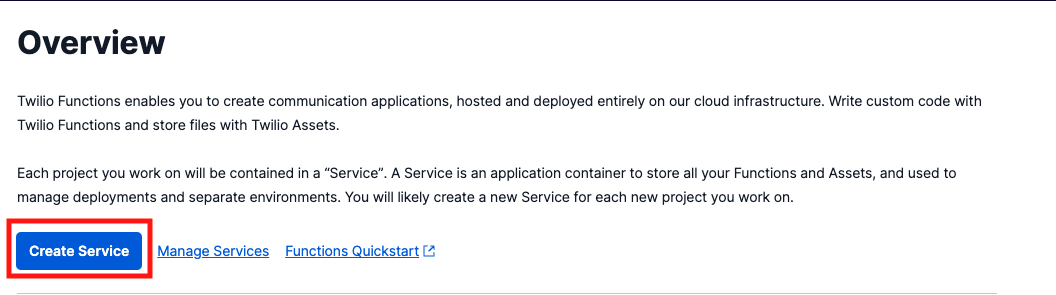 Overview
Twilio Functions enables you to create communication applications, hosted and deployed entirely on our cloud infrastructure. Write custom code with
Twilio Functions and store files with Twilio Assets.
Each project you work on will be contained in a “Service”. A Service is an application container to store all your Functions and Assets, and used to
manage deployments and separate environments. You will likely create a new Service for each new project you work on.
Create Service Manage Services Functions Quickstart